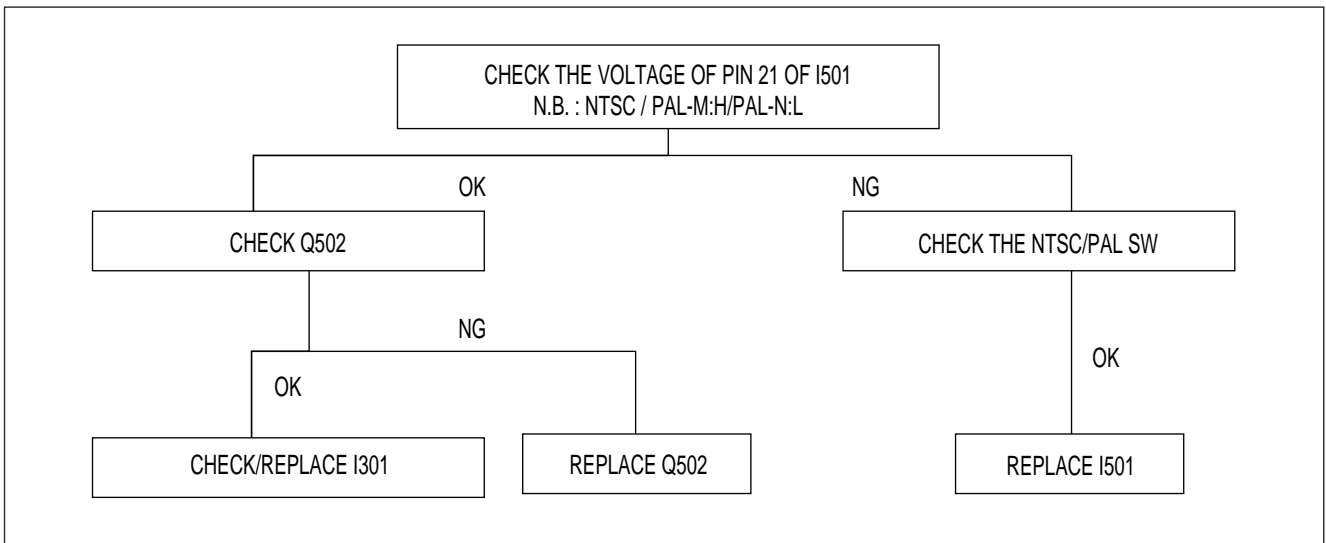 CHECK THE VOLTAGE OF PIN 21 OF I501
N.B. : NTSC / PAL-M:H/PAL-N:L
OK
NG
CHECK Q502
CHECK THE NTSC/PAL SW
NG
OK
OK
CHECK/REPLACE I301
REPLACE Q502
REPLACE I501